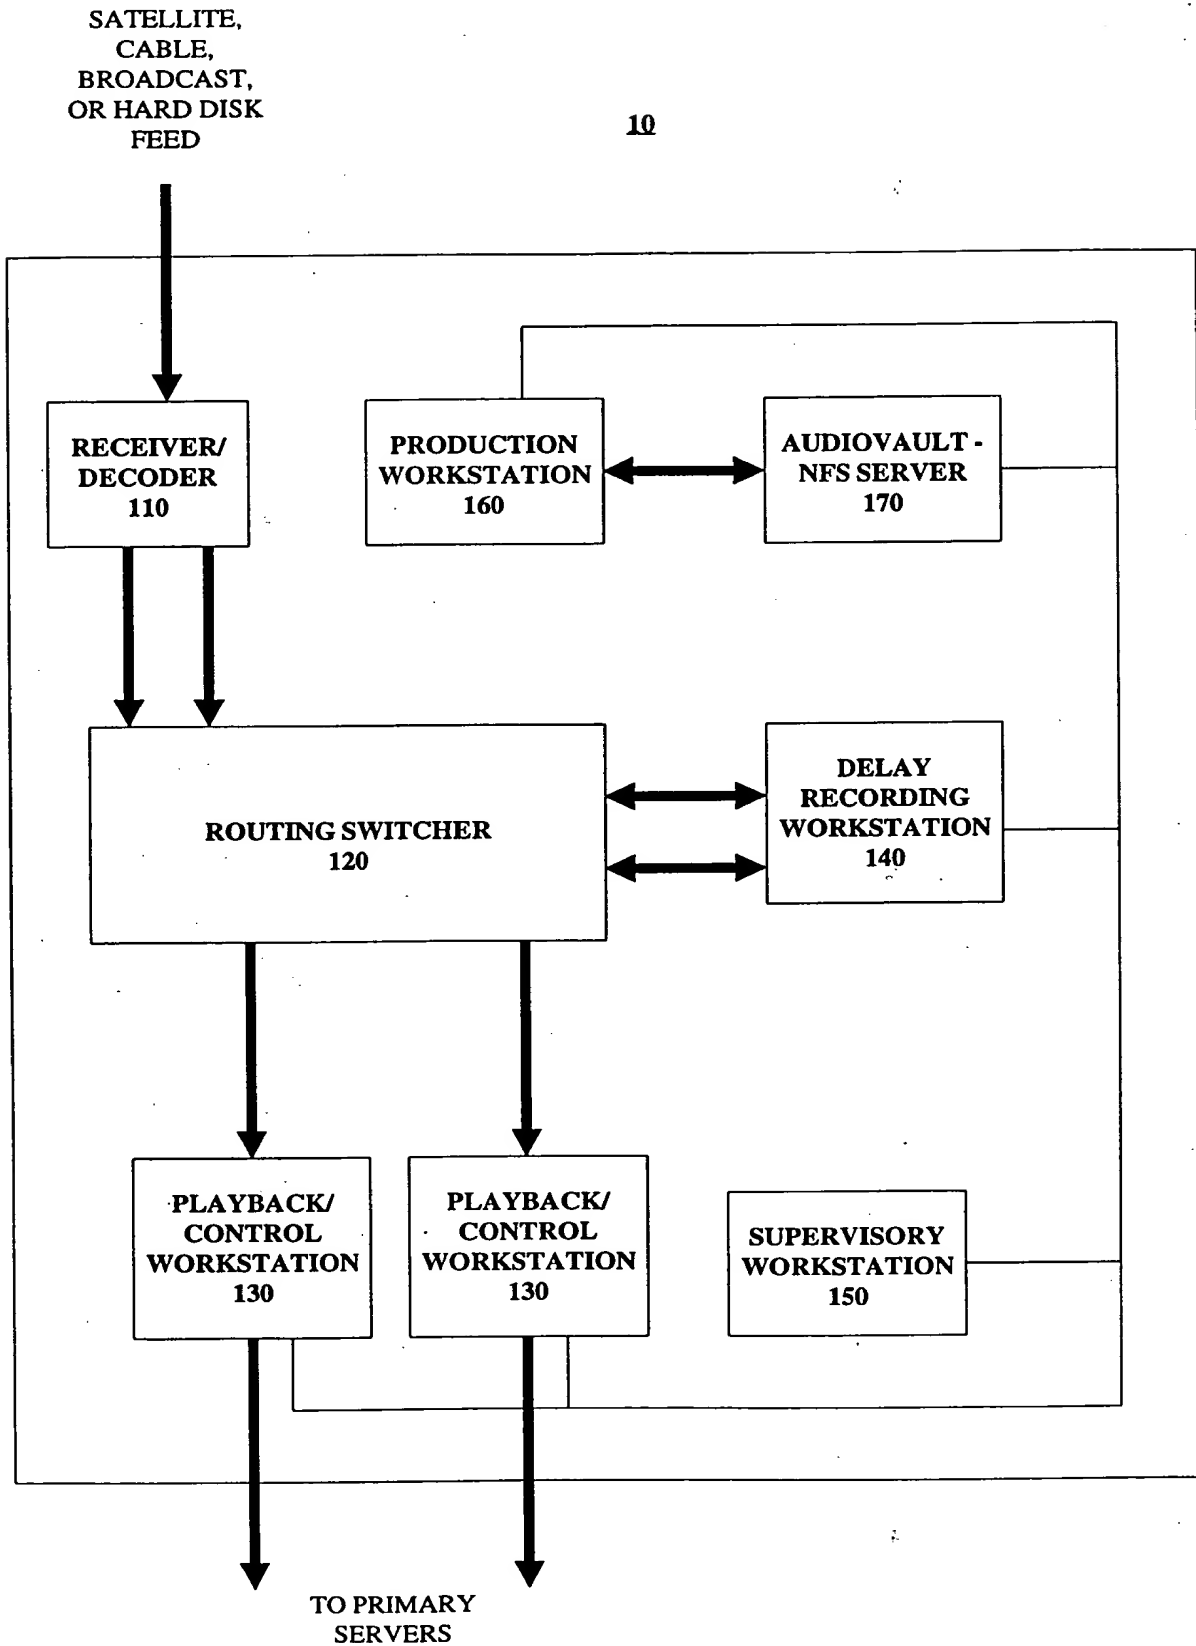 SATELLITE,
CABLE,
BROADCAST,
OR HARD DISK
FEED
10
RECEIVER/
DECODER
110
PRODUCTION
WORKSTATION
160
AUDIOVAULT -
NFS SERVER
170
ROUTING SWITCHER
120
DELAY
RECORDING
WORKSTATION
140
PLAYBACK/
CONTROL
WORKSTATION
130
PLAYBACK/
CONTROL
WORKSTATION
130
SUPERVISORY
WORKSTATION
150
TO PRIMARY
SERVERS